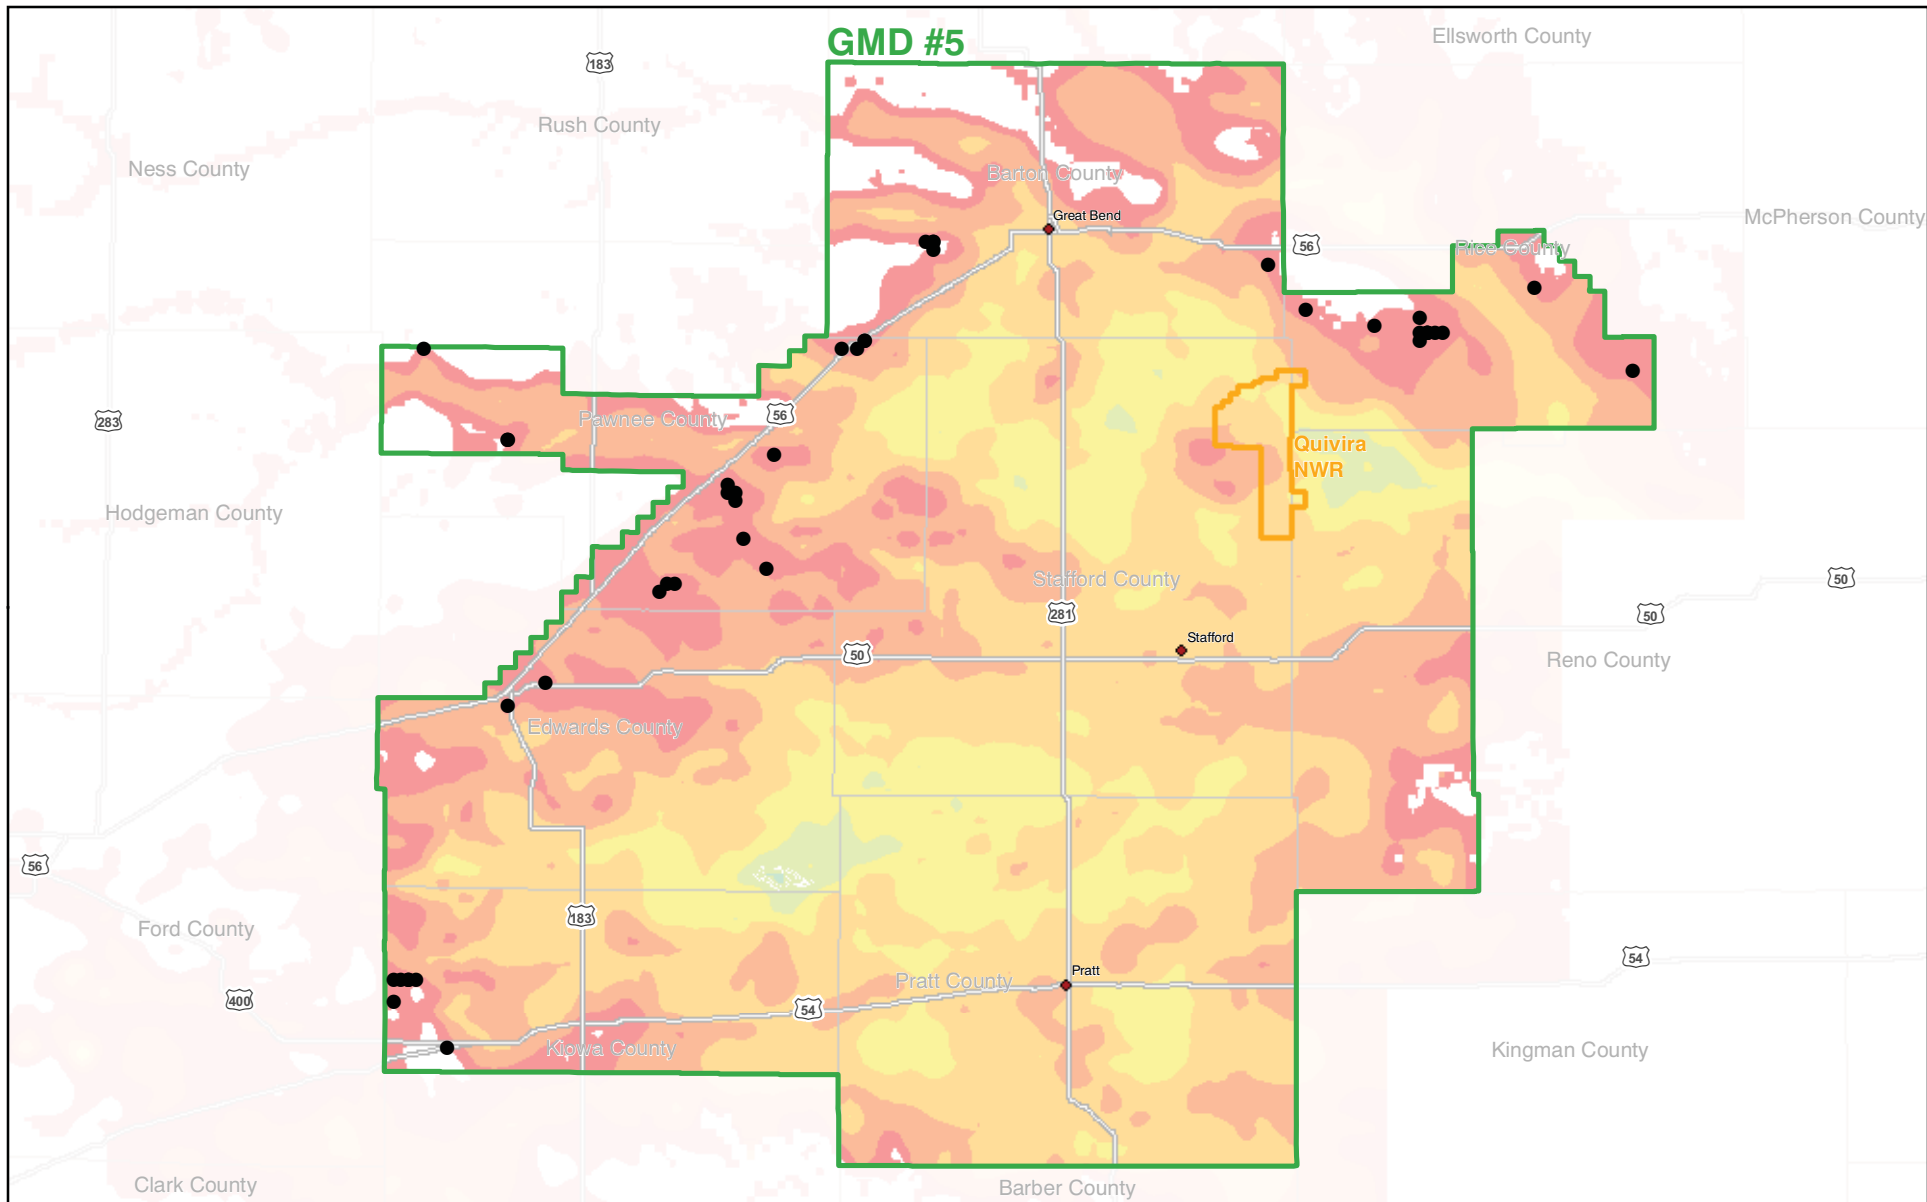 GMD #5
Ellsworth County
183
Rush County
Ness County
Barton County
McPherson County
Great Bend
56
Rice County
283
Pawnee County
56
Quivira
NWR
Hodgeman County
Stafford County
50
281
50
Stafford
50
Reno County
Edwards County
56
Ford County
183
54
Pratt County
Pratt
400
54
Kiowa County
Kingman County
Clark County
Barber County